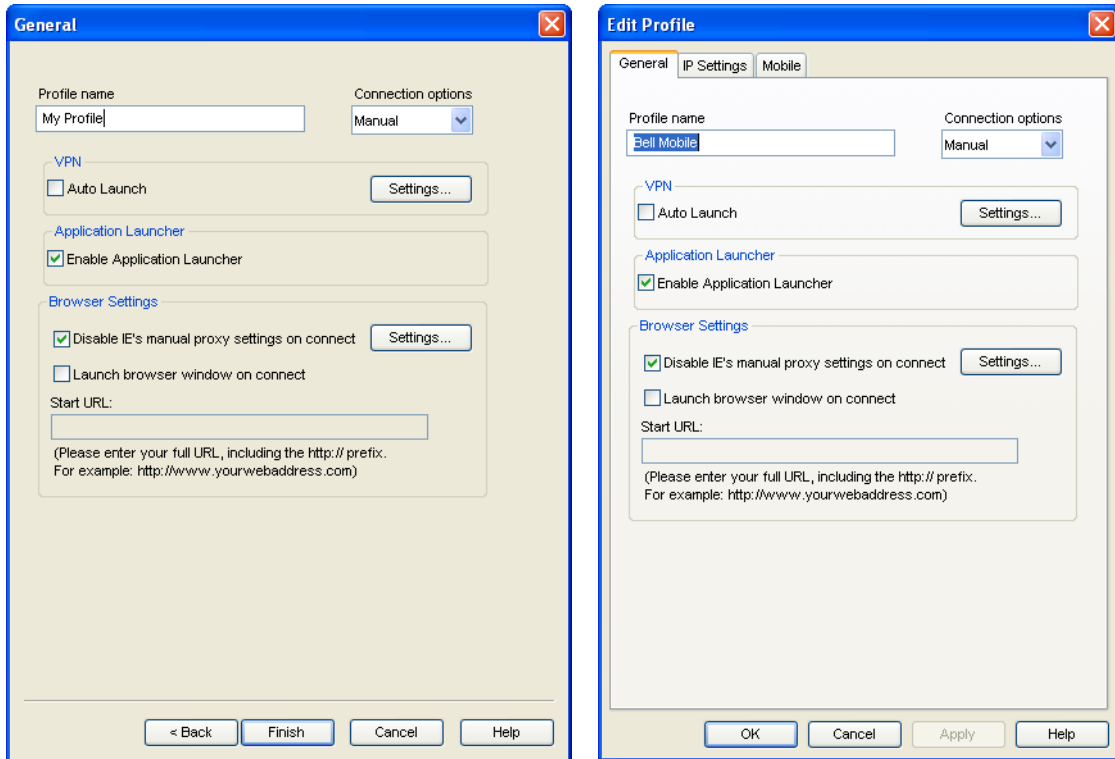 General
Profile name
Connection options
My Profile
Manual
VPN
Auto Launch
Settings...
Application Launcher
Enable Application Launcher
Browser Settings
Disable IE's manual proxy settings on connect
Settings...
Launch browser window on connect
Start URL:
(Please enter your full URL, including the http:// prefix.
For example: http://www.yourwebaddress.com)
< Back
Finish
Cancel
Help
Edit Profile
General
IP Settings
Mobile
Profile name
Connection options
Bell Mobile
Manual
VPN
Auto Launch
Settings...
Application Launcher
Enable Application Launcher
Browser Settings
Disable IE's manual proxy settings on connect
Settings...
Launch browser window on connect
Start URL:
(Please enter your full URL, including the http:// prefix.
For example: http://www.yourwebaddress.com)
OK
Cancel
Apply
Help